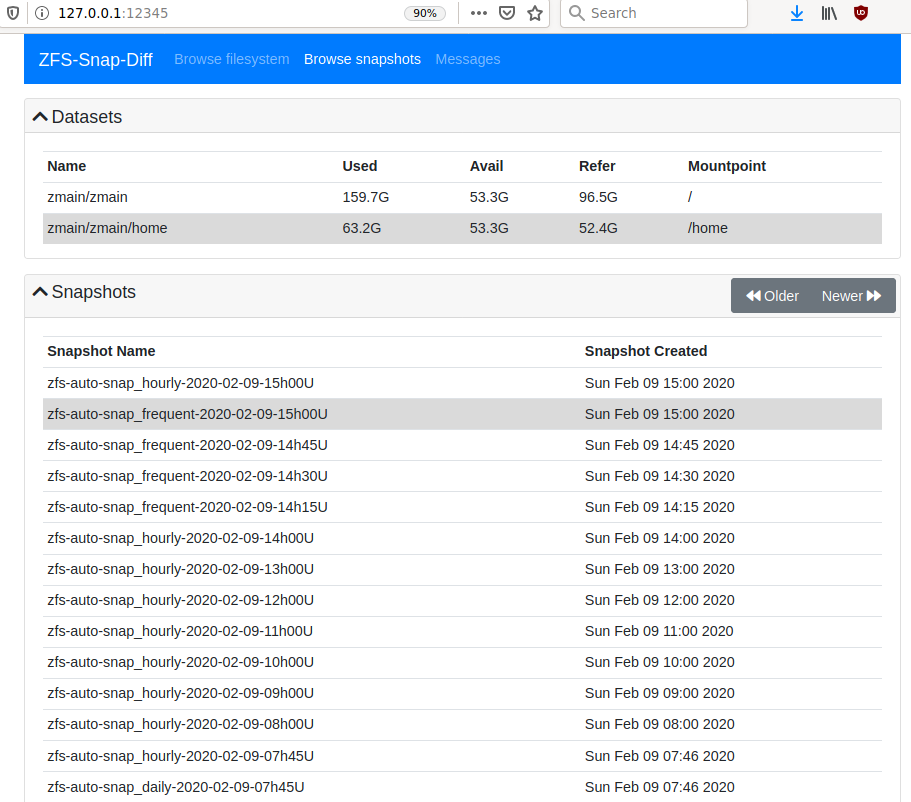 127.0.0.1:12345 90% Search
ZFS-Snap-Diff Browse filesystem Browse snapshots Messages
Datasets
Name Used Avail Refer Mountpoint
zmain/zmain 159.7G 53.3G 96.5G /
zmain/zmain/home 63.2G 53.3G 52.4G /home
Snapshots Older Newer
Snapshot Name Snapshot Created
zfs-auto-snap_hourly-2020-02-09-15h00U Sun Feb 09 15:00 2020
zfs-auto-snap_frequent-2020-02-09-15h00U Sun Feb 09 15:00 2020
zfs-auto-snap_frequent-2020-02-09-14h45U Sun Feb 09 14:45 2020
zfs-auto-snap_frequent-2020-02-09-14h30U Sun Feb 09 14:30 2020
zfs-auto-snap_frequent-2020-02-09-14h15U Sun Feb 09 14:15 2020
zfs-auto-snap_hourly-2020-02-09-14h00U Sun Feb 09 14:00 2020
zfs-auto-snap_hourly-2020-02-09-13h00U Sun Feb 09 13:00 2020
zfs-auto-snap_hourly-2020-02-09-12h00U Sun Feb 09 12:00 2020
zfs-auto-snap_hourly-2020-02-09-11h00U Sun Feb 09 11:00 2020
zfs-auto-snap_hourly-2020-02-09-10h00U Sun Feb 09 10:00 2020
zfs-auto-snap_hourly-2020-02-09-09h00U Sun Feb 09 09:00 2020
zfs-auto-snap_hourly-2020-02-09-08h00U Sun Feb 09 08:00 2020
zfs-auto-snap_hourly-2020-02-09-07h45U Sun Feb 09 07:46 2020
zfs-auto-snap_daily-2020-02-09-07h45U Sun Feb 09 07:46 2020